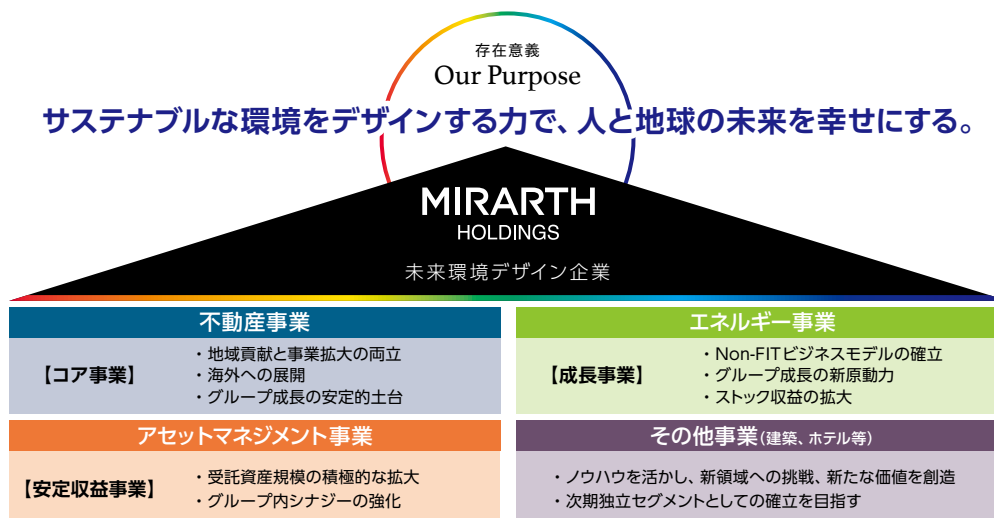 存在意義
Our Purpose
サステナブルな環境をデザインする力で、人と地球の未来を幸せにする。
MIRARTH
HOLDINGS
未来環境デザイン企業
不動産事業
【コア事業】
・地域貢献と事業拡大の両立
・海外への展開
・グループ成長の安定的土台
エネルギー事業
【成長事業】
・Non-FITビジネスモデルの確立
・グループ成長の新原動力
・ストック収益の拡大
アセットマネジメント事業
【安定収益事業】
・受託資産規模の積極的な拡大
・グループ内シナジーの強化
その他事業(建築、ホテル等)
・ノウハウを活かし、新領域への挑戦、新たな価値を創造
・次期独立セグメントとしての確立を目指す